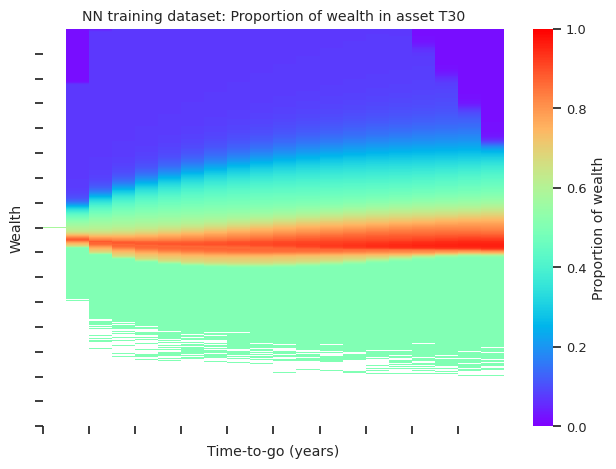 NN training dataset: Proportion of wealth in asset T30
Wealth
Time-to-go (years)
1.0
0.8
0.6
0.4
0.2
0.0
Proportion of wealth